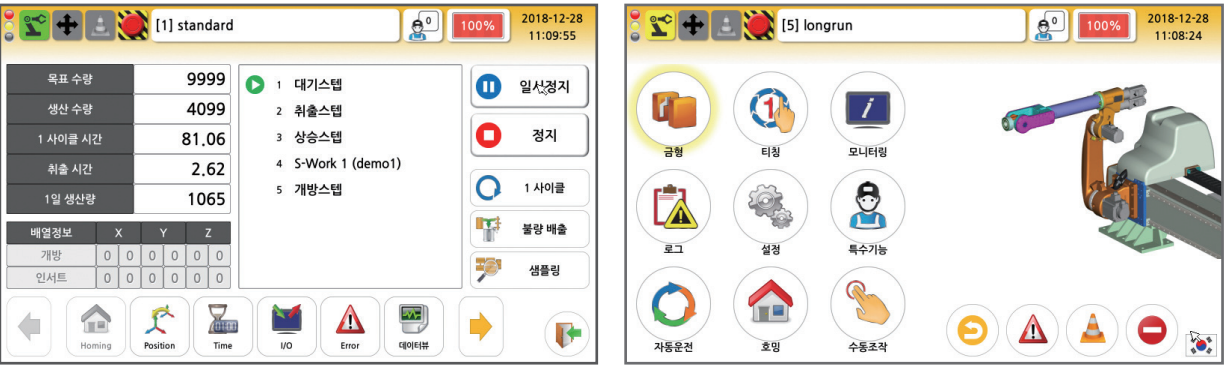 [1] standard
0
100%
2018-12-28
11:09:55
목표 수량 9999
생산 수량 4099
1 사이클 시간 81.06
취출 시간 2.62
1일 생산량 1065
배열정보 X Y Z
개방 0 0 0 0 0 0
인서트 0 0 0 0 0 0
1 대기스텝
2 취출스텝
3 상승스텝
4 S-Work 1 (demo1)
5 개방스텝
일시정지
정지
1 사이클
불량 배출
샘플링
Homing
Position
Time
I/O
Error
데이터뷰
[5] longrun
0
100%
2018-12-28
11:08:24
금형
1
티칭
i
모니터링
로그
설정
특수기능
자동운전
호밍
수동조작